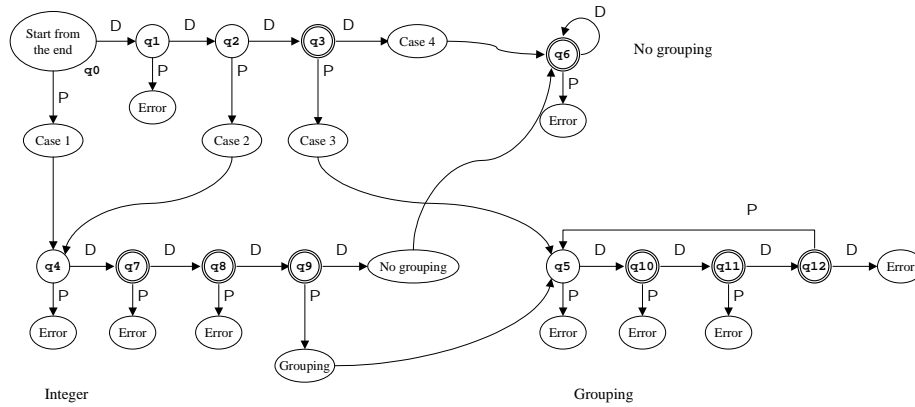 D
Start from
the end
D
q1
D
q2
D
q3
D
Case 4
q6
No grouping
q0
P
P
P
P
P
Error
Error
Case 1
Case 2
Case 3
P
q4
D
q7
D
q8
D
q9
D
No grouping
q5
D
q10
D
q11
D
q12
D
Error
P
P
P
P
P
P
P
Error
Error
Error
Error
Error
Error
Grouping
Integer
Grouping